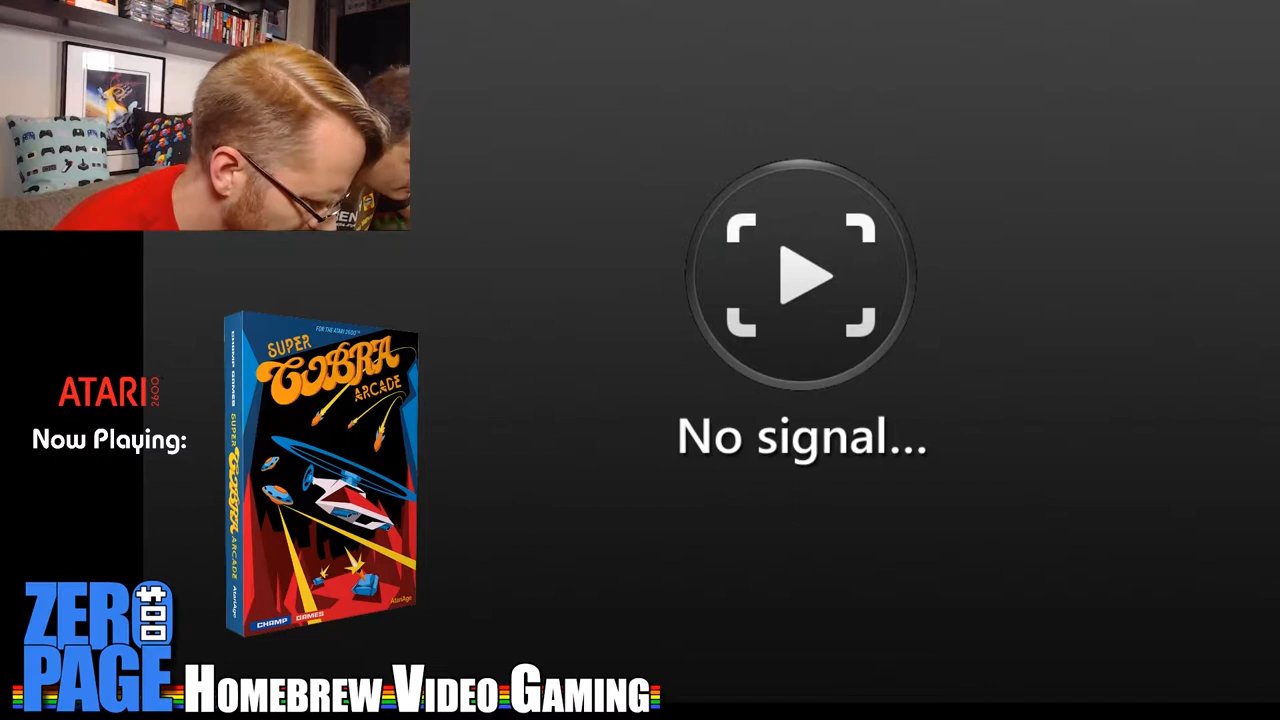 FOR THE ATARI 2600
SUPER
COBRA
ARCADE
CHAMP GAMES
SUPER COBRA ARCADE
AtariAge
ATARI 2600
Now Playing:
No signal...
AtariAge
CHAMP GAMES
ZERO
PAGE
HOMEBREW VIDEO GAMING